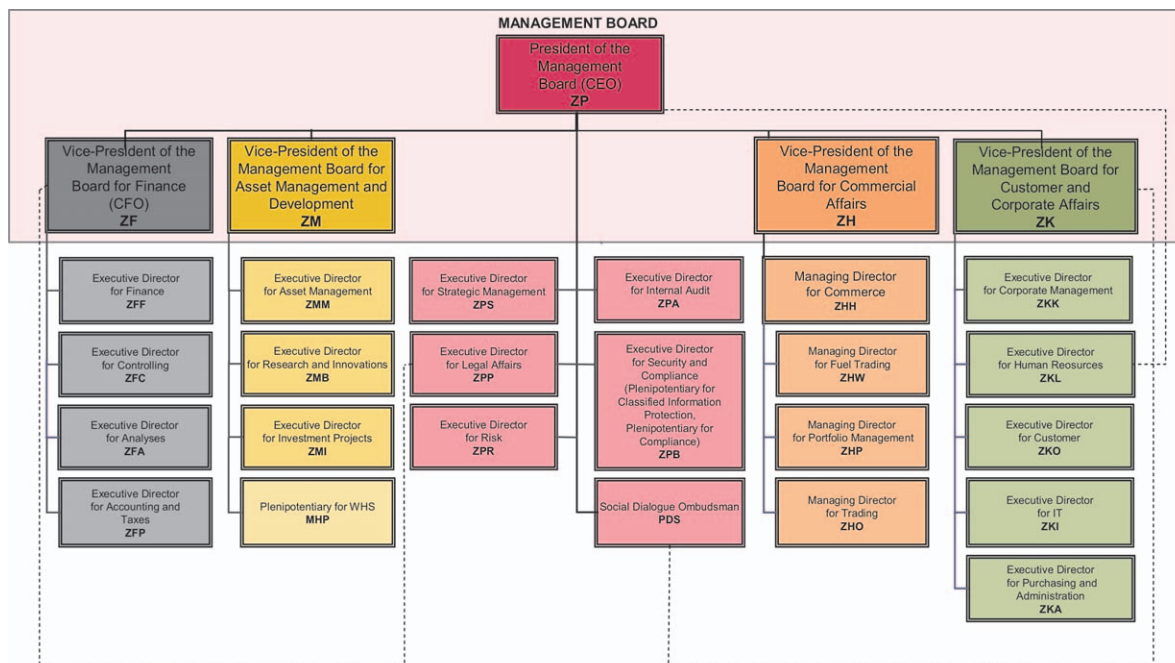 MANAGEMENT BOARD
President of the
Management
Board (CEO)
ZP
Vice-President of the
Management
Board for Finance
(CFO)
ZF
Vice-President of the
Management Board for
Asset Management and
Development
ZM
Vice-President of the
Management
Board for Commercial
Affairs
ZH
Vice-President of the
Management Board for
Customer and
Corporate Affairs
ZK
Executive Director
for Finance
ZFF
Executive Director
for Controlling
ZFC
Executive Director
for Analyses
ZFA
Executive Director
for Accounting and
Taxes
ZFP
Executive Director
for Asset Management
ZMM
Executive Director
for Research and Innovations
ZMB
Executive Director
for Investment Projects
ZMI
Plenipotentiary for WHS
MHP
Executive Director
for Strategic Management
ZPS
Executive Director
for Legal Affairs
ZPP
Executive Director
for Risk
ZPR
Executive Director
for Internal Audit
ZPA
Executive Director
for Security and
Compliance
(Plenipotentiary for
Classified Information
Protection,
Plenipotentiary for
Compliance)
ZPB
Social Dialogue Ombudsman
PDS
Managing Director
for Commerce
ZHH
Managing Director
for Fuel Trading
ZHW
Managing Director
for Portfolio Management
ZHP
Managing Director
for Trading
ZHO
Executive Director
for Corporate Management
ZKK
Executive Director
for Human Reosurces
ZKL
Executive Director
for Customer
ZKO
Executive Director
for IT
ZKI
Executive Director
for Purchasing and
Administration
ZKA